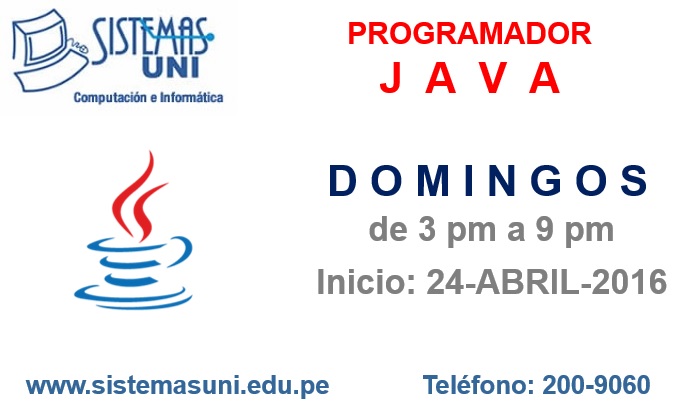 SISTEMAS
UNI
Computación e Informática
PROGRAMADOR
J A V A
D O M I N G O S
de 3 pm a 9 pm
Inicio: 24-ABRIL-2016
www.sistemasuni.edu.pe
Teléfono: 200-9060